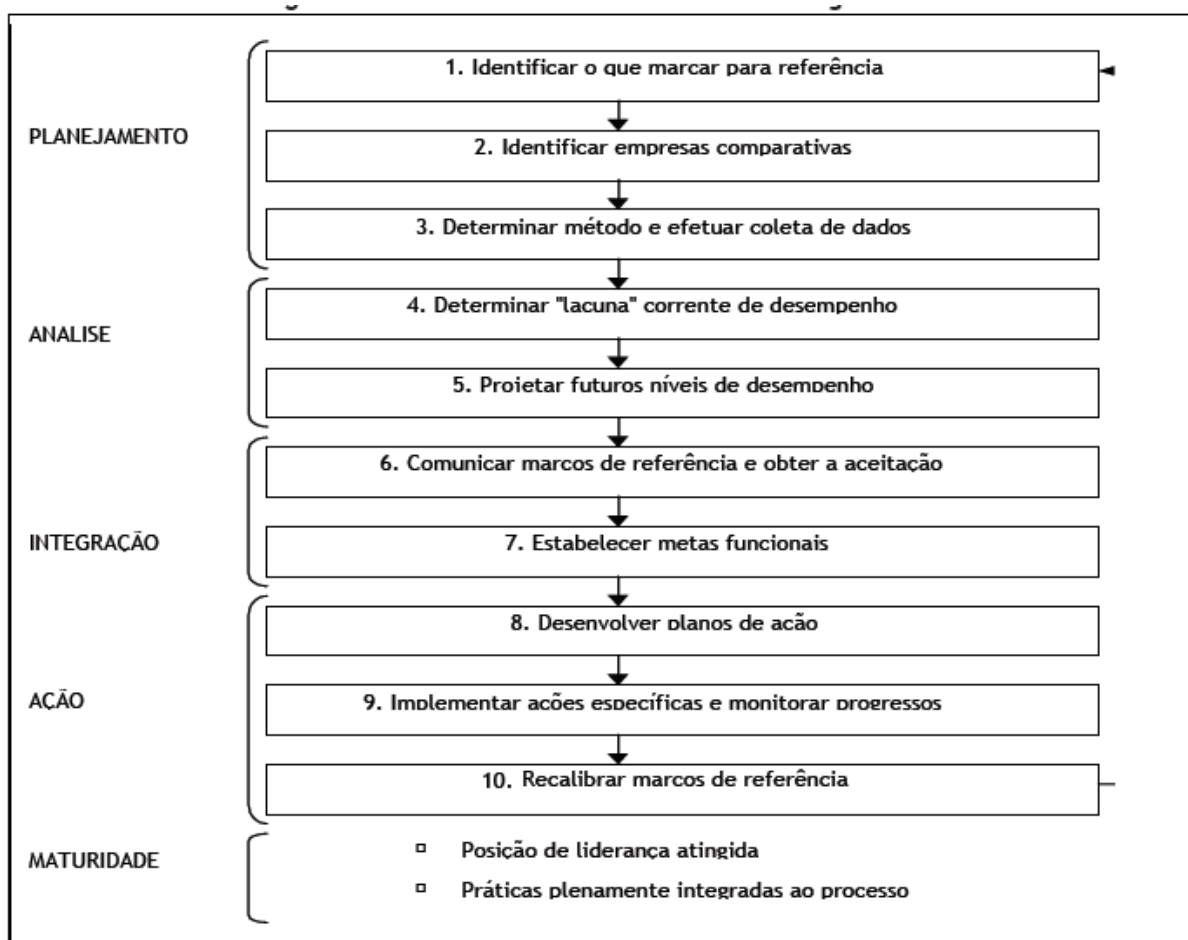 PLANEJAMENTO
1. Identificar o que marcar para referência
2. Identificar empresas comparativas
3. Determinar método e efetuar coleta de dados
ANALISE
4. Determinar "lacuna" corrente de desempenho
5. Projetar futuros níveis de desempenho
INTEGRAÇÃO
6. Comunicar marcos de referência e obter a aceitação
7. Estabelecer metas funcionais
AÇÃO
8. Desenvolver planos de ação
9. Implementar ações específicas e monitorar progressos
10. Recalibrar marcos de referência
MATURIDADE
Posição de liderança atingida
Práticas plenamente integradas ao processo